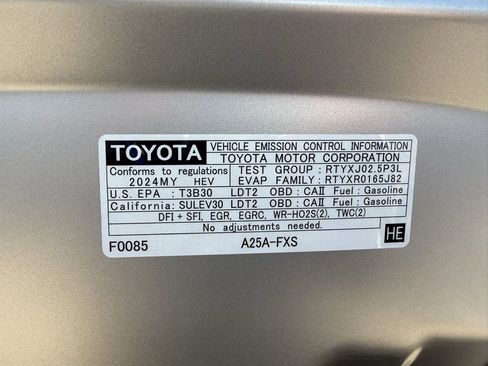 TOYOTA VEHICLE EMISSION CONTROL INFORMATION
TOYOTA MOTOR CORPORATION
Conforms to regulations TEST GROUP : RTYXJ02.5P3L
2024MY HEV EVAP FAMILY : RTYXR0165J82
U.S. EPA : T3B30 LDT2 OBD : CAⅡ Fuel : Gasoline
California: SULEV30 LDT2 OBD : CAⅡ Fuel : Gasoline
DFI + SFI, EGR, EGRC, WR-HO2S(2), TWC(2)
No adjustments needed.
F0085 A25A-FXS HE